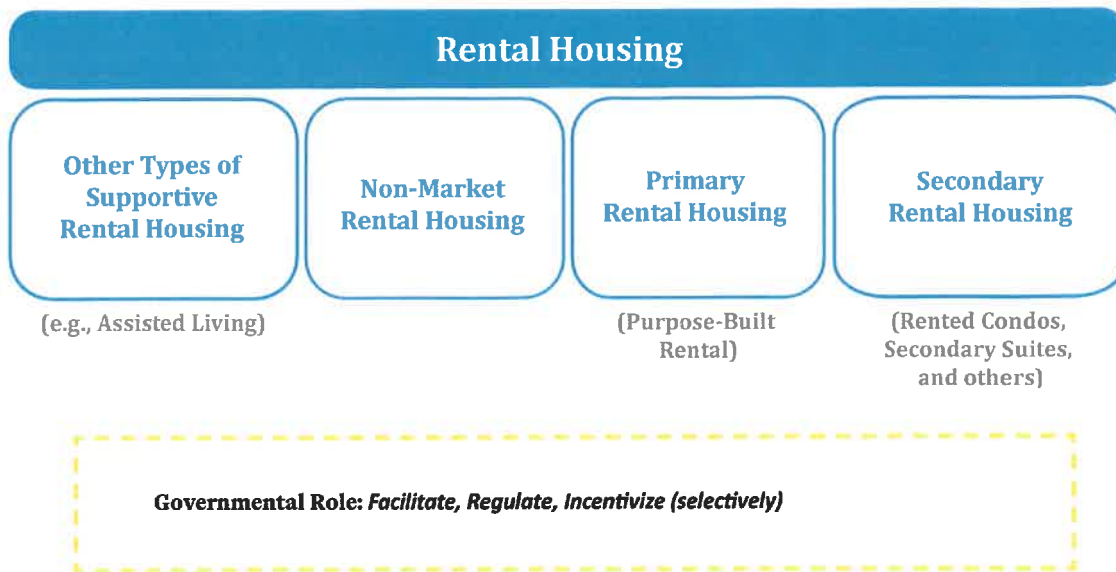 Rental Housing
Other Types of
Supportive
Rental Housing
Non-Market
Rental Housing
Primary
Rental Housing
Secondary
Rental Housing
(e.g., Assisted Living)
(Purpose-Built
Rental)
(Rented Condos,
Secondary Suites,
and others)
Governmental Role: Facilitate, Regulate, Incentivize (selectively)